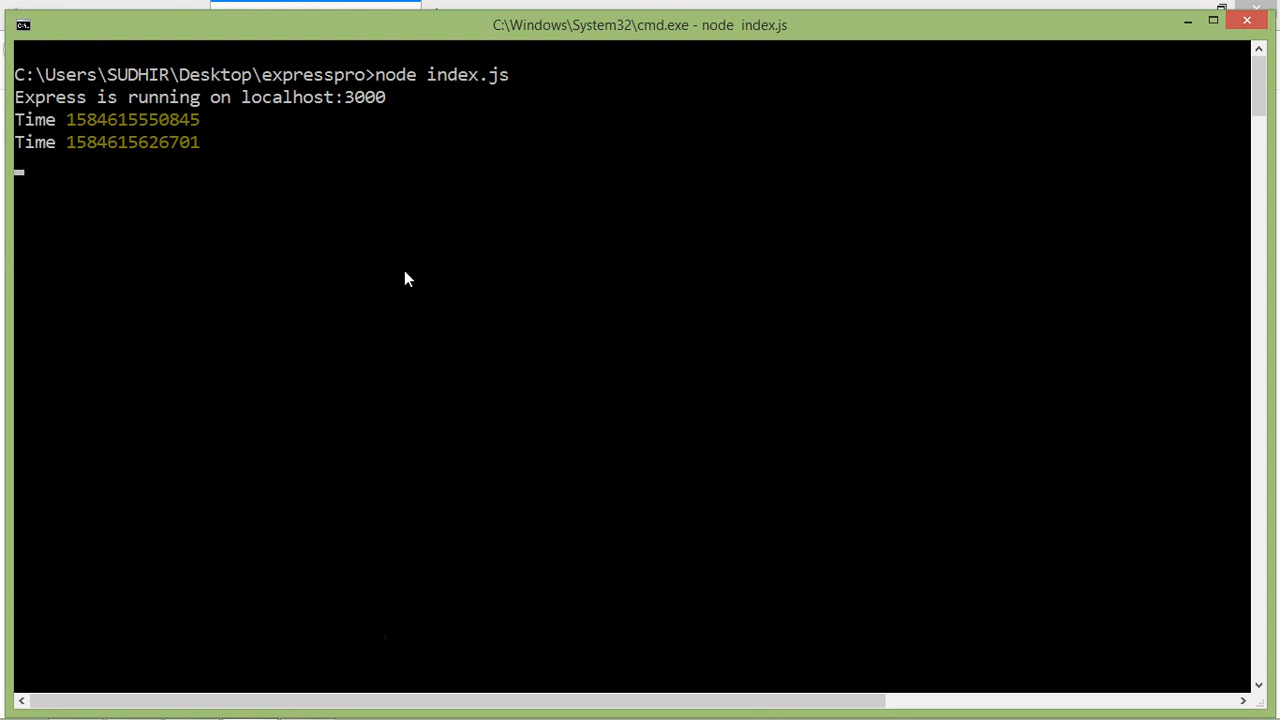 C:\Windows\System32\cmd.exe - node  index.js
C:\Users\SUDHIR\Desktop\expresspro>node index.js
Express is running on localhost:3000
Time 1584615550845
Time 1584615626701